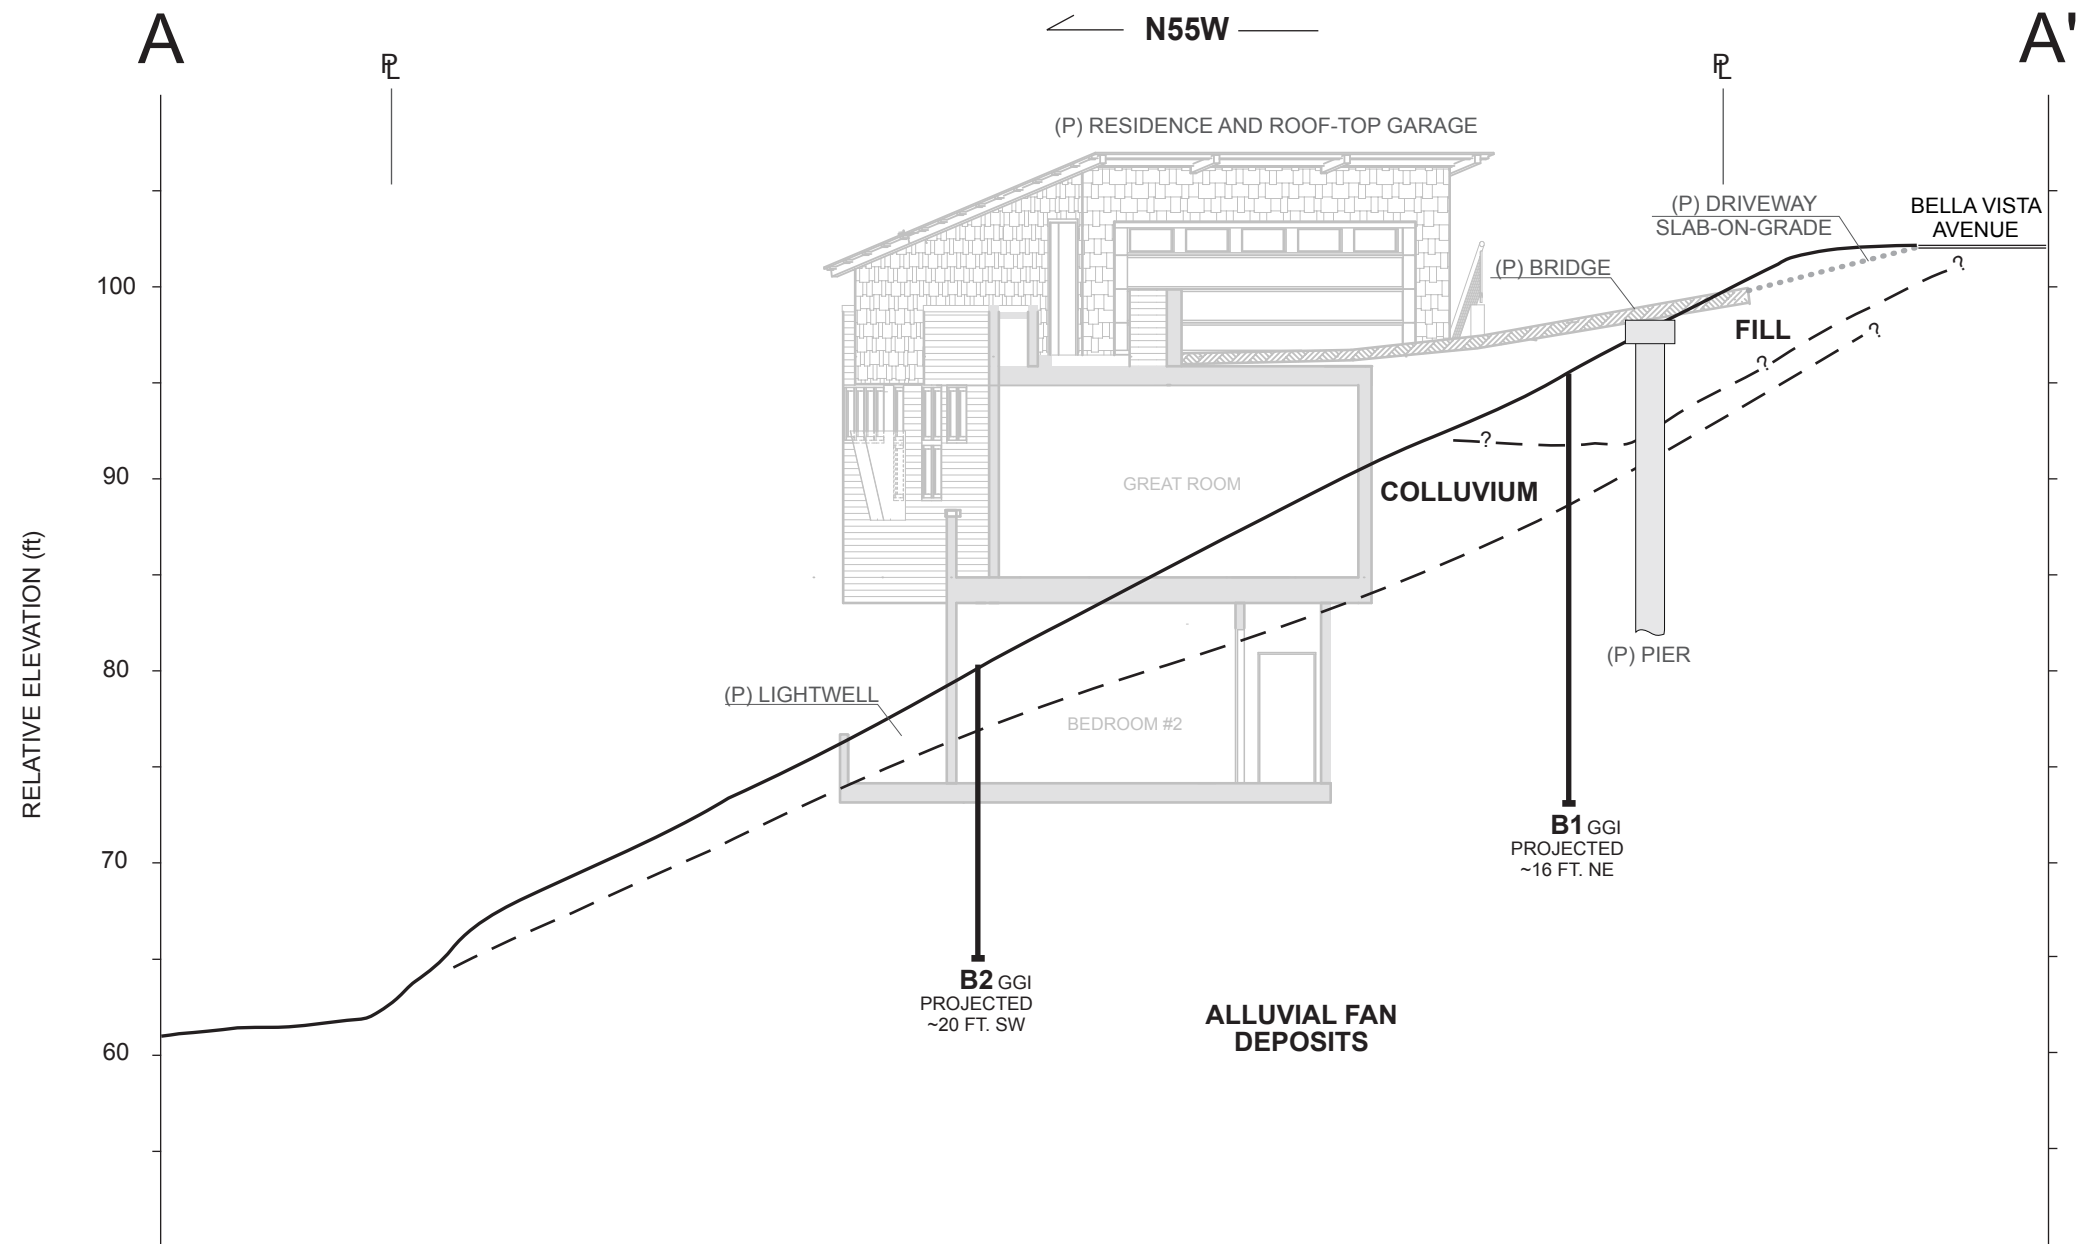 A
N55W
A'
PL
PL
(P) RESIDENCE AND ROOF-TOP GARAGE
(P) DRIVEWAY
SLAB-ON-GRADE
BELLA VISTA
AVENUE
(P) BRIDGE
?
100
FILL
?
?
?
90
GREAT ROOM
COLLUVIUM
RELATIVE ELEVATION (ft)
80
(P) PIER
(P) LIGHTWELL
BEDROOM #2
B1 GGI
PROJECTED
~16 FT. NE
70
B2 GGI
PROJECTED
~20 FT. SW
ALLUVIAL FAN
DEPOSITS
60